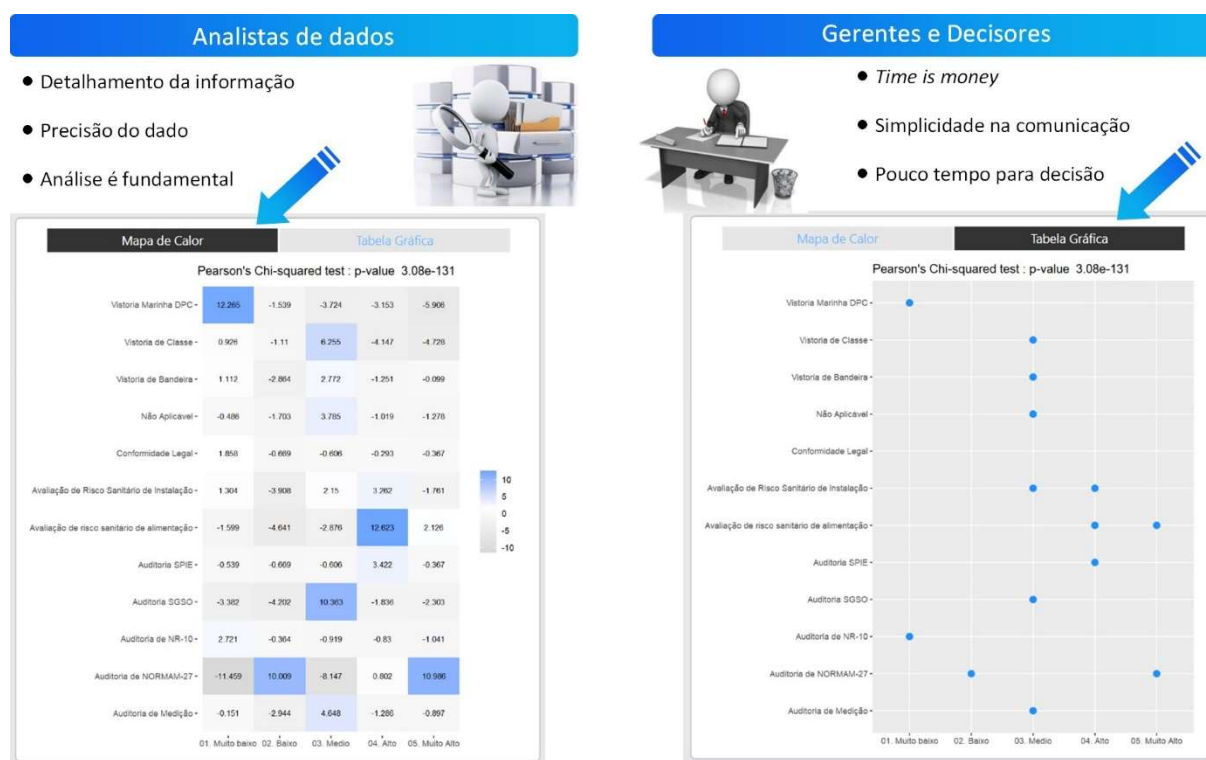 Analistas de dados
● Detalhamento da informação
● Precisão do dado
● Análise é fundamental
Mapa de Calor Tabela Gráfica
Pearson's Chi-squared test : p-value 3.08e-131
Vistoria Marinha DPC - 12.265 -1.539 -3.724 -3.153 -5.906
Vistoria de Classe - 0.926 -1.11 6.255 -4.147 -4.728
Vistoria de Bandeira - 1.112 -2.864 2.772 -1.251 -0.099
Não Aplicavel - -0.486 -1.703 3.785 -1.019 -1.278
Conformidade Legal - 1.858 -0.669 -0.606 -0.293 -0.367
Avaliação de Risco Sanitário de Instalação - 1.304 -3.908 2.15 3.262 -1.761
Avaliação de risco sanitário de alimentação - -1.599 -4.641 -2.876 12.623 2.126
Auditoria SPIE - -0.539 -0.669 -0.606 3.422 -0.367
Auditoria SGSO - -3.382 -4.202 10.363 -1.836 -2.303
Auditoria de NR-10 - 2.721 -0.364 -0.919 -0.83 -1.041
Auditoria de NORMAM-27 - -11.459 10.009 -8.147 0.802 10.986
Auditoria de Medição - -0.151 -2.944 4.648 -1.286 -0.897
01. Muito baixo 02. Baixo 03. Medio 04. Alto 05. Muito Alto
10
5
0
-5
-10
Gerentes e Decisores
● Time is money
● Simplicidade na comunicação
● Pouco tempo para decisão
Mapa de Calor Tabela Gráfica
Pearson's Chi-squared test : p-value 3.08e-131
Vistoria Marinha DPC -
Vistoria de Classe -
Vistoria de Bandeira -
Não Aplicavel -
Conformidade Legal -
Avaliação de Risco Sanitário de Instalação -
Avaliação de risco sanitário de alimentação -
Auditoria SPIE -
Auditoria SGSO -
Auditoria de NR-10 -
Auditoria de NORMAM-27 -
Auditoria de Medição -
01. Muito baixo 02. Baixo 03. Medio 04. Alto 05. Muito Alto